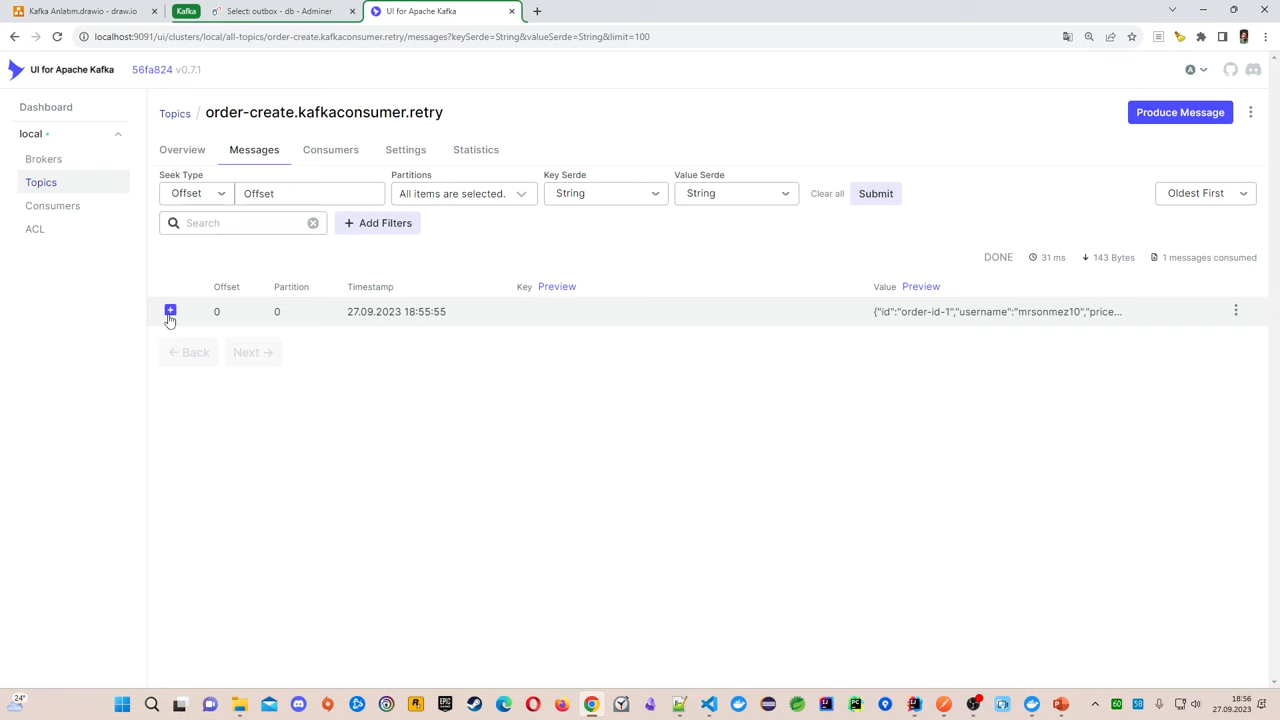 Kafka Anlatım.drawio - draw.io
Kafka
Select: outbox - db - Adminer
UI for Apache Kafka
localhost:9091/ui/clusters/local/all-topics/order-create.kafkaconsumer.retry/messages?keySerde=String&valueSerde=String&limit=100
UI for Apache Kafka
56fa824 v0.7.1
A
Dashboard
local
Brokers
Topics
Consumers
ACL
Topics / order-create.kafkaconsumer.retry
Produce Message
Overview Messages Consumers Settings Statistics
Seek Type Partitions Key Serde Value Serde
Offset Offset All items are selected. String String Clear all Submit Oldest First
Search + Add Filters
DONE 31 ms 143 Bytes 1 messages consumed
Offset Partition Timestamp Key Preview Value Preview
0 0 27.09.2023 18:55:55 {"id":"order-id-1","username":"mrsonmez10","price...
← Back Next →
24°
60
58
18:56
27.09.2023